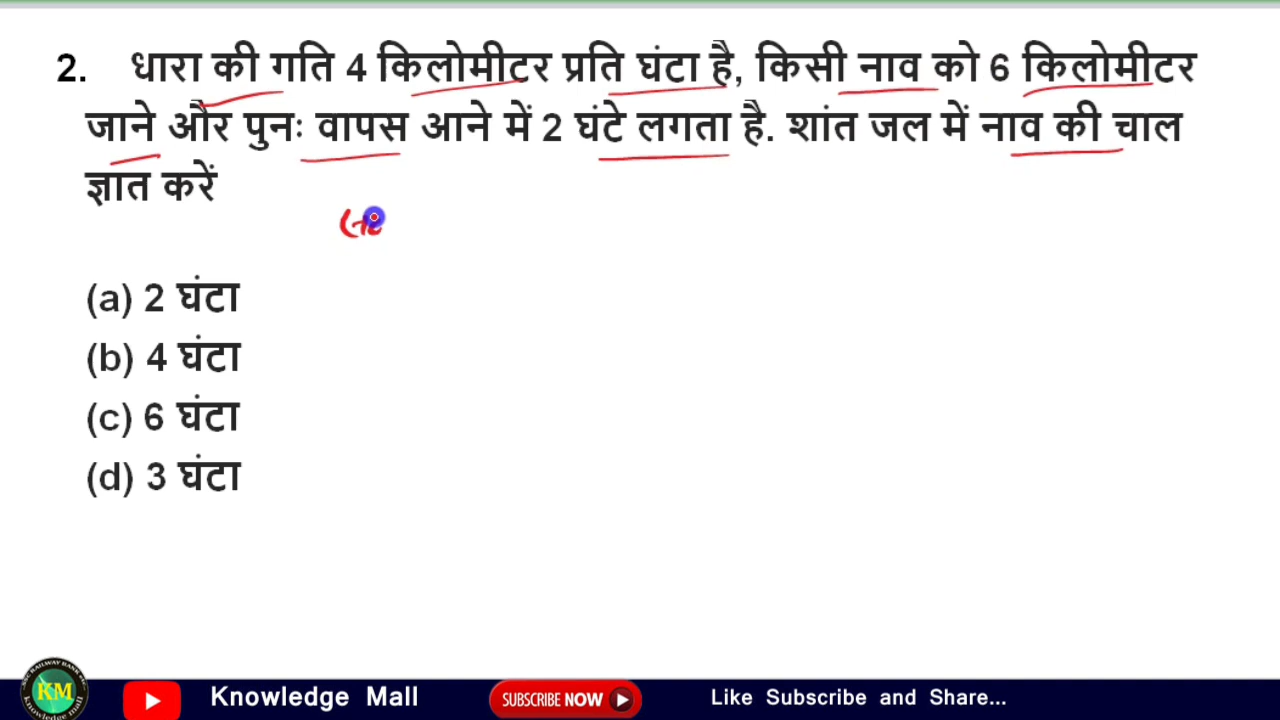 2. धारा की गति 4 किलोमीटर प्रति घंटा है, किसी नाव को 6 किलोमीटर
जाने और पुनः वापस आने में 2 घंटे लगता है. शांत जल में नाव की चाल
ज्ञात करें
(a) 2 घंटा
(b) 4 घंटा
(c) 6 घंटा
(d) 3 घंटा
KM
Knowledge Mall
SUBSCRIBE NOW
Like Subscribe and Share...